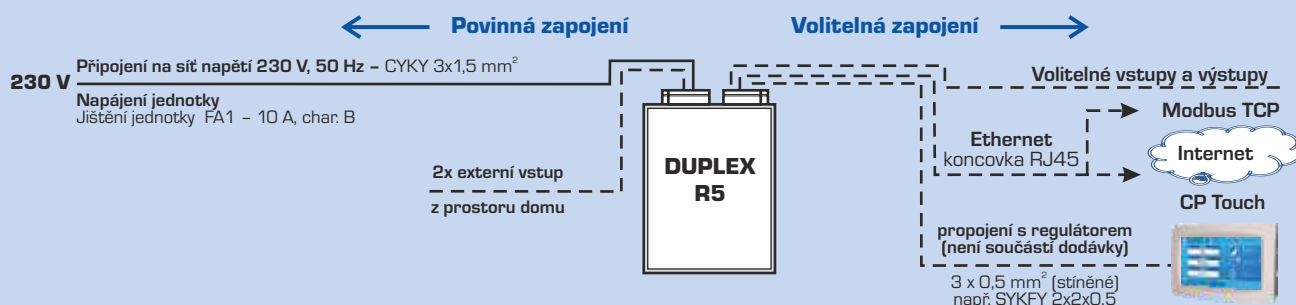 Povinná zapojení
Volitelná zapojení
230 V
Připojení na síť napětí 230 V, 50 Hz – CYKY 3x1,5 mm²
Napájení jednotky
Jištění jednotky FA1 – 10 A, char. B
2x externí vstup
z prostoru domu
DUPLEX
R5
Volitelné vstupy a výstupy
Modbus TCP
Ethernet
koncovka RJ45
Internet
CP Touch
propojení s regulátorem
(není součástí dodávky)
3 x 0,5 mm² (stíněné)
např. SYKFY 2x2x0,5